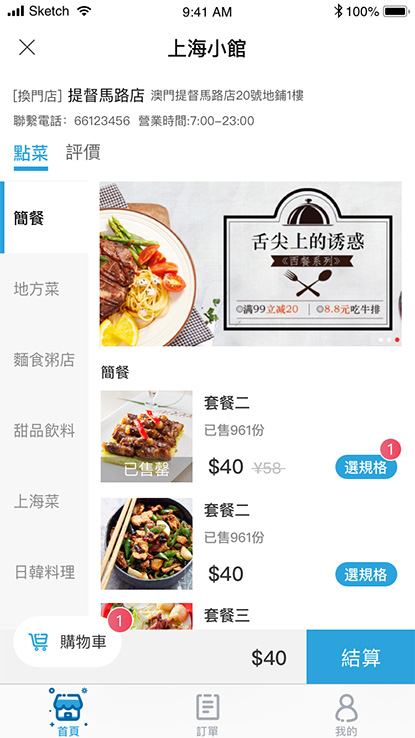 Sketch 9:41 AM 100%
上海小館
[換門店] 提督馬路店 澳門提督馬路店20號地鋪1樓
聯繫電話：66123456 營業時間:7:00-23:00
點菜 評價
簡餐
地方菜
麵食粥店
甜品飲料
上海菜
日韓料理
舌尖上的诱惑
《西餐系列》
◎满99立减20 | ◎8.8元吃牛排
簡餐
套餐二
已售961份
已售罄
$40 ¥58
選規格
1
套餐二
已售961份
$40
選規格
套餐三
購物車
1
$40
結算
首頁 訂單 我的